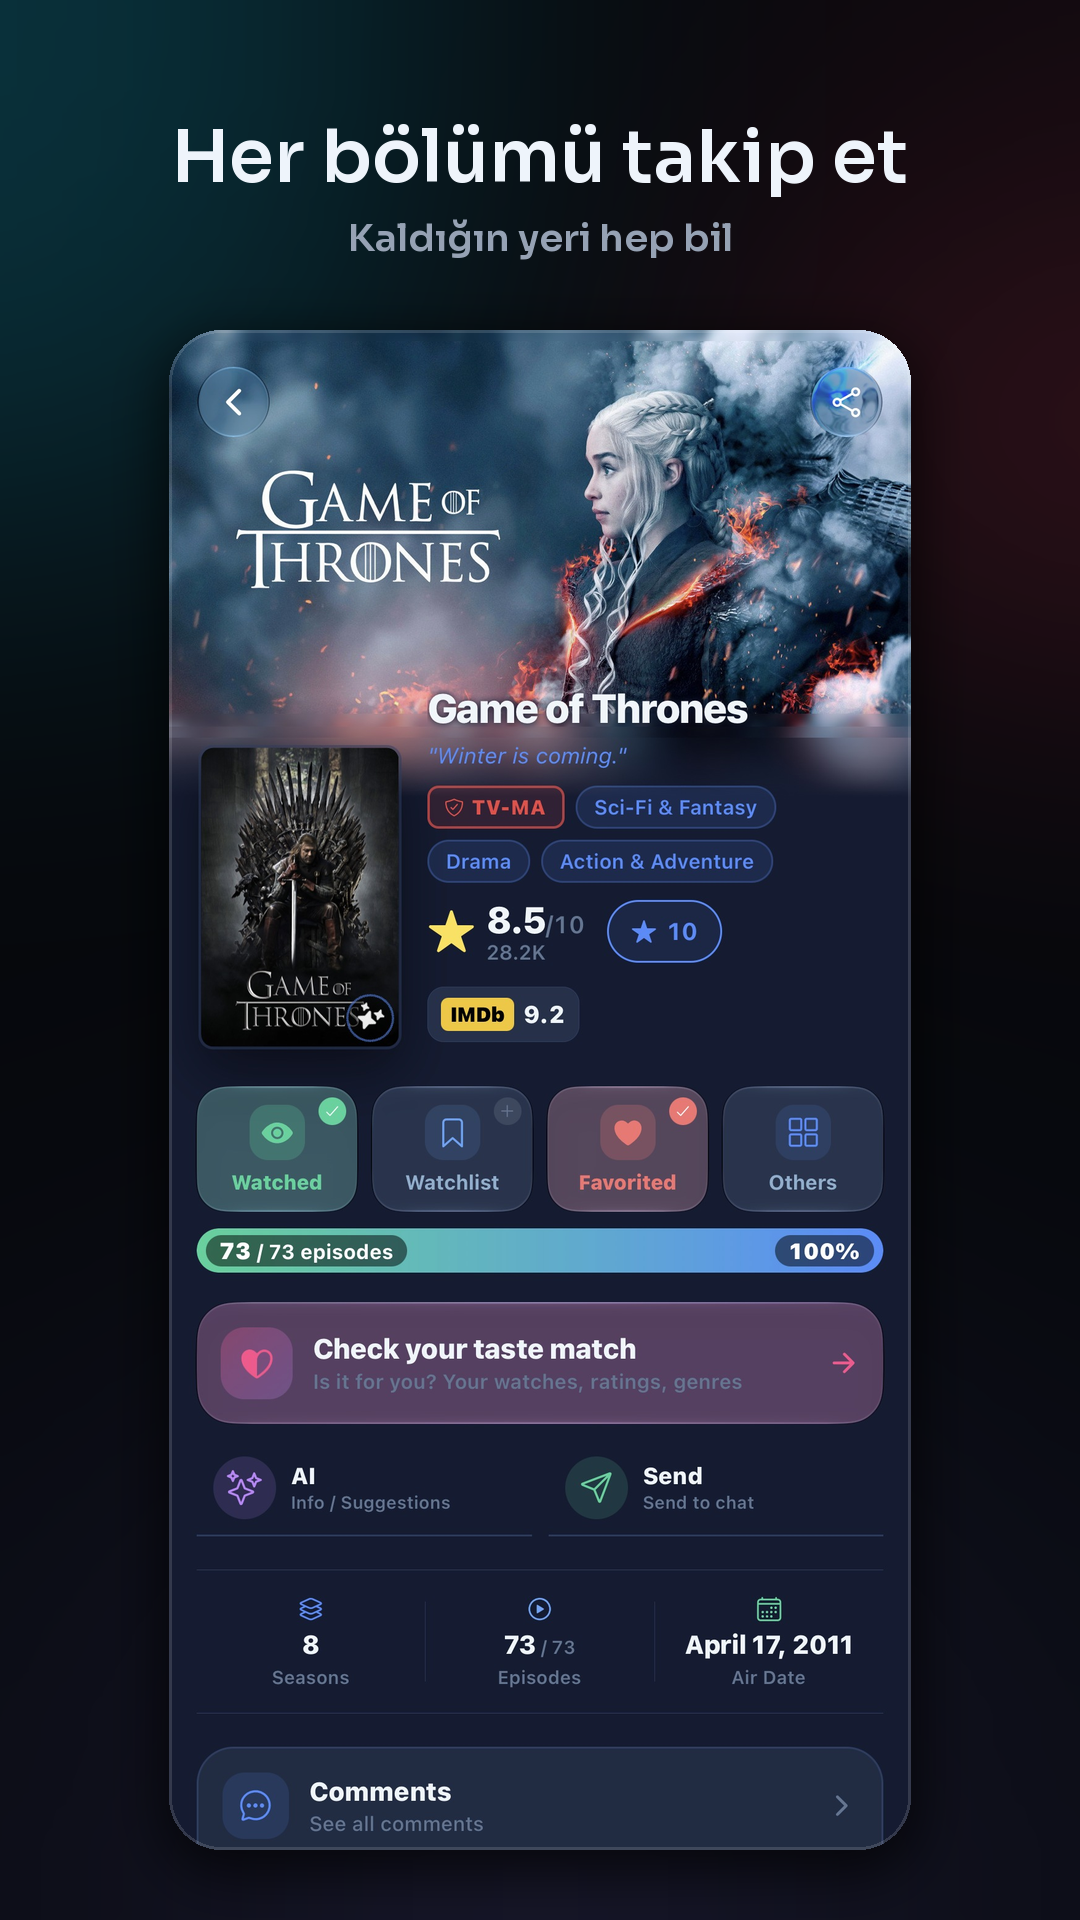 Her bölümü takip et
Kaldığın yeri hep bil
GAME OF
THRONES
Game of Thrones
"Winter is coming."
TV-MA
Sci-Fi & Fantasy
Drama
Action & Adventure
8.5/10
28.2K
10
GAME OF
THRONES
IMDb 9.2
Watched
Watchlist
Favorited
Others
73 / 73 episodes
100%
Check your taste match
Is it for you? Your watches, ratings, genres
AI
Info / Suggestions
Send
Send to chat
8
Seasons
73 / 73
Episodes
April 17, 2011
Air Date
Comments
See all comments